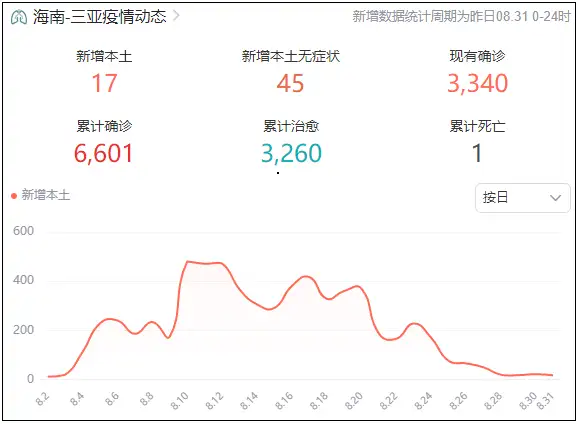 海南-三亚疫情动态
新增数据统计周期为昨日08.31 0-24时
新增本土 新增本土无症状 现有确诊
17 45 3,340
累计确诊 累计治愈 累计死亡
6,601 3,260 1
新增本土
按日
600
400
200
0
8.2 8.4 8.6 8.8 8.10 8.12 8.14 8.16 8.18 8.20 8.22 8.24 8.26 8.28 8.30 8.31